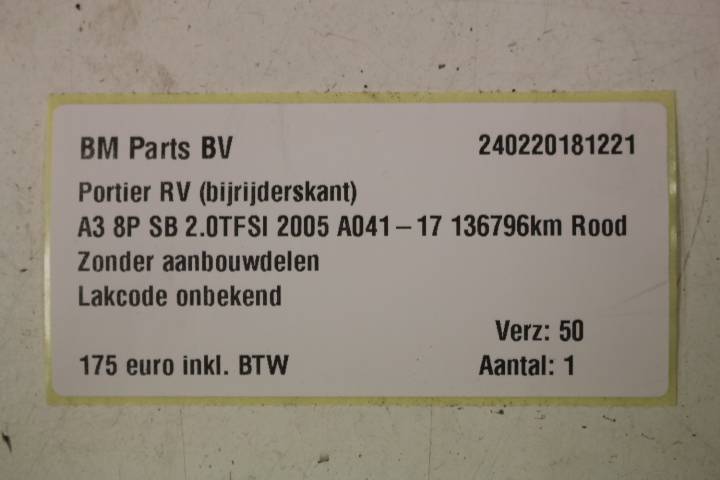 BM Parts BV 240220181221
Portier RV (bijrijderskant)
A3 8P SB 2.0TFSI 2005 A041-17 136796km Rood
Zonder aanbouwdelen
Lakcode onbekend
Verz: 50
175 euro inkl. BTW Aantal: 1